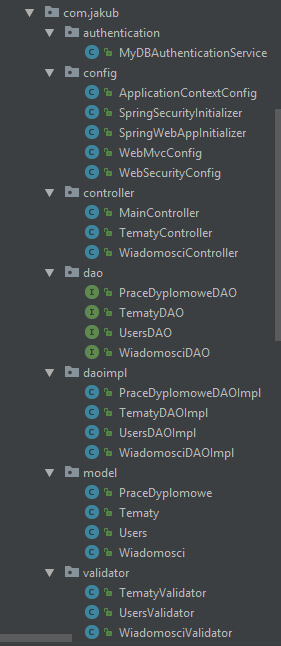 com.jakub
authentication
MyDBAuthenticationService
config
ApplicationContextConfig
SpringSecurityInitializer
SpringWebAppInitializer
WebMvcConfig
WebSecurityConfig
controller
MainController
TematyController
WiadomosciController
dao
PraceDyplomoweDAO
TematyDAO
UsersDAO
WiadomosciDAO
daoimpl
PraceDyplomoweDAOImpl
TematyDAOImpl
UsersDAOImpl
WiadomosciDAOImpl
model
PraceDyplomowe
Tematy
Users
Wiadomosci
validator
TematyValidator
UsersValidator
WiadomosciValidator